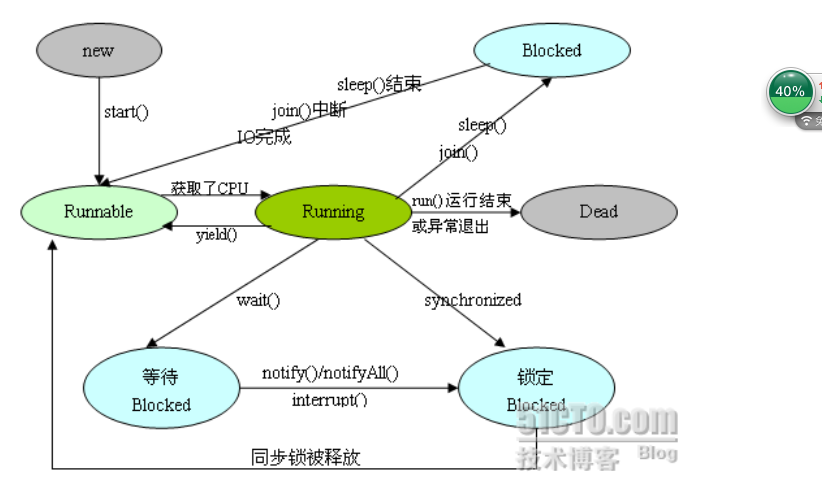 new
Blocked
sleep()结束
40%
start()
join()中断
sleep()
IO完成
join()
获取了CPU
run()运行结束
Runnable
Running
Dead
yield()
或异常退出
wait()
synchronized
等待
Blocked
notify()/notifyAll()
interrupt()
锁定
Blocked
51CTO.com
技术博客
Blog
同步锁被释放